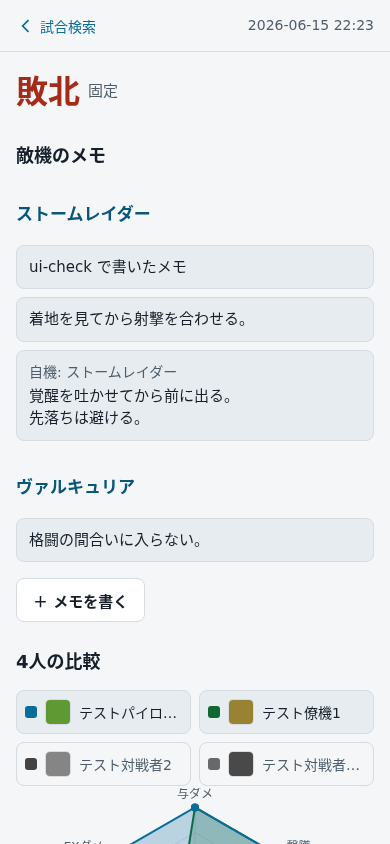 試合検索
2026-06-15 22:23
敗北 固定
敵機のメモ
ストームレイダー
ui-check で書いたメモ
着地を見てから射撃を合わせる。
自機: ストームレイダー
覚醒を吐かせてから前に出る。
先落ちは避ける。
ヴァルキュリア
格闘の間合いに入らない。
＋ メモを書く
4人の比較
テストパイロ…
テスト僚機1
テスト対戦者2
テスト対戦者…
与ダメ